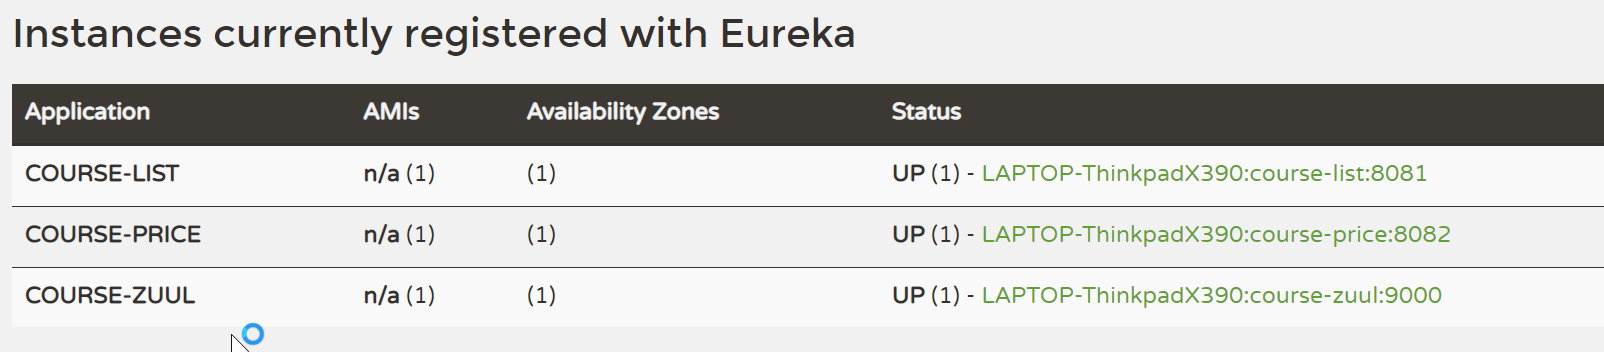 Instances currently registered with Eureka
Application AMIs Availability Zones Status
COURSE-LIST n/a (1) (1) UP (1) - LAPTOP-ThinkpadX390:course-list:8081
COURSE-PRICE n/a (1) (1) UP (1) - LAPTOP-ThinkpadX390:course-price:8082
COURSE-ZUUL n/a (1) (1) UP (1) - LAPTOP-ThinkpadX390:course-zuul:9000